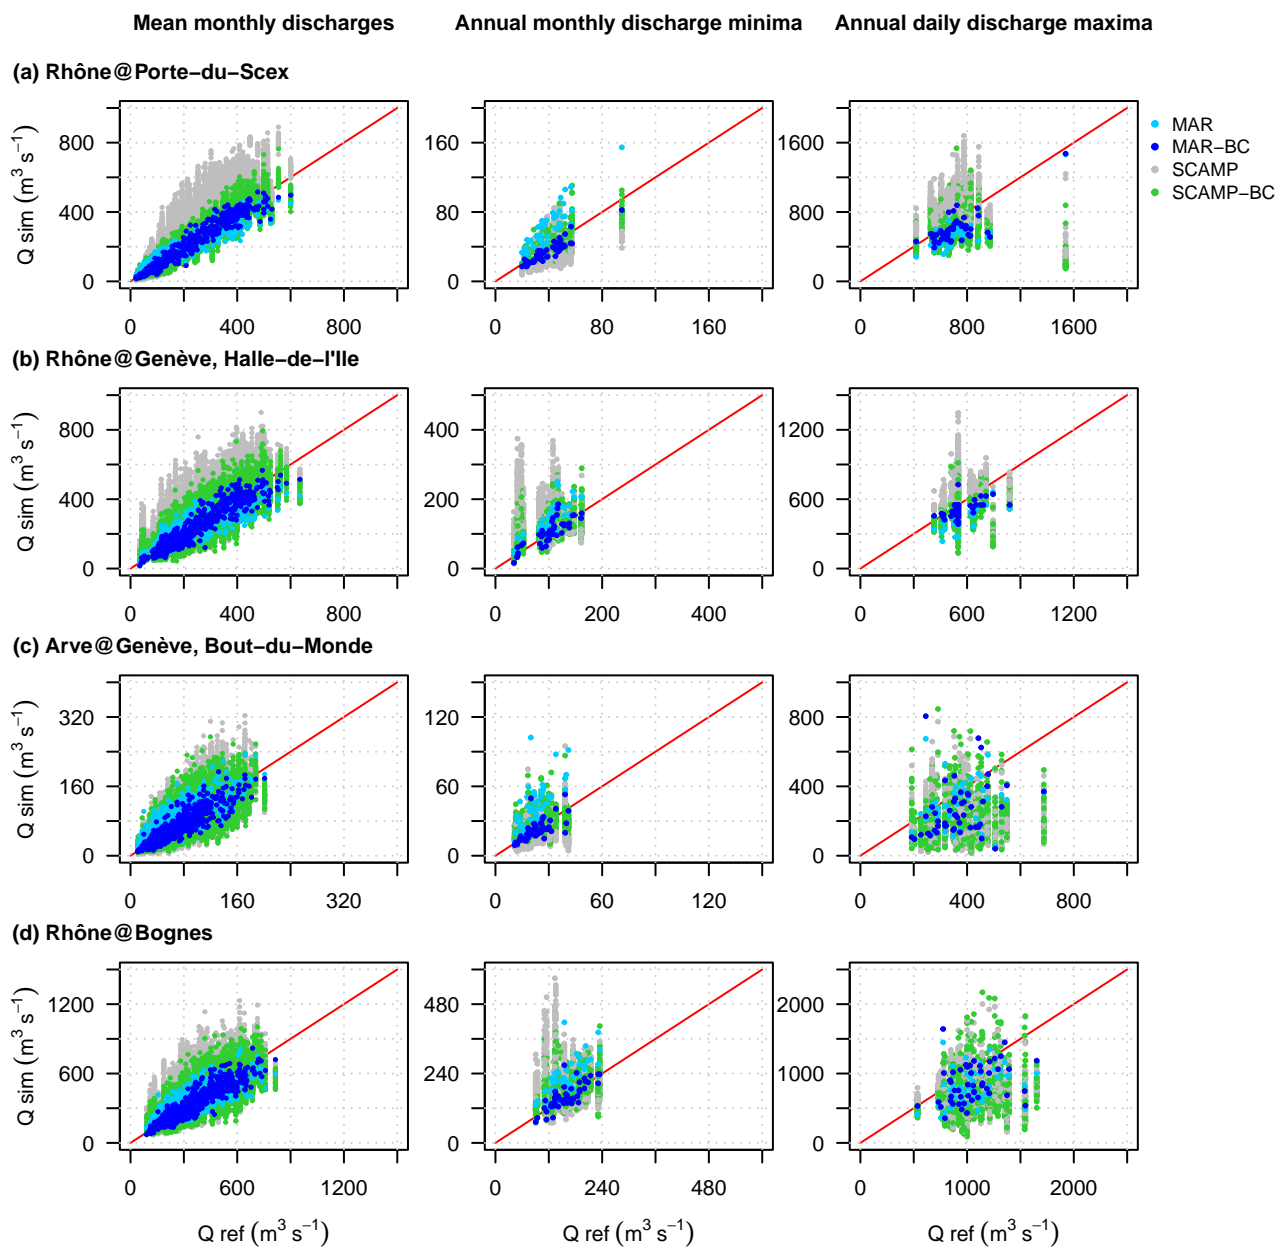 Mean monthly discharges Annual monthly discharge minima Annual daily discharge maxima
(a) Rhône@Porte−du−Scex
Q sim (m³ s⁻¹)
800
400
0
0 400 800
160
80
0
0 80 160
1600
800
0
0 800 1600
MAR
MAR−BC
SCAMP
SCAMP−BC
(b) Rhône@Genève, Halle−de−l'Ile
Q sim (m³ s⁻¹)
800
400
0
0 400 800
400
200
0
0 200 400
1200
600
0
0 600 1200
(c) Arve@Genève, Bout−du−Monde
Q sim (m³ s⁻¹)
320
160
0
0 160 320
120
60
0
0 60 120
800
400
0
0 400 800
(d) Rhône@Bognes
Q sim (m³ s⁻¹)
1200
600
0
0 600 1200
480
240
0
0 240 480
2000
1000
0
0 1000 2000
Q ref (m³ s⁻¹) Q ref (m³ s⁻¹) Q ref (m³ s⁻¹)